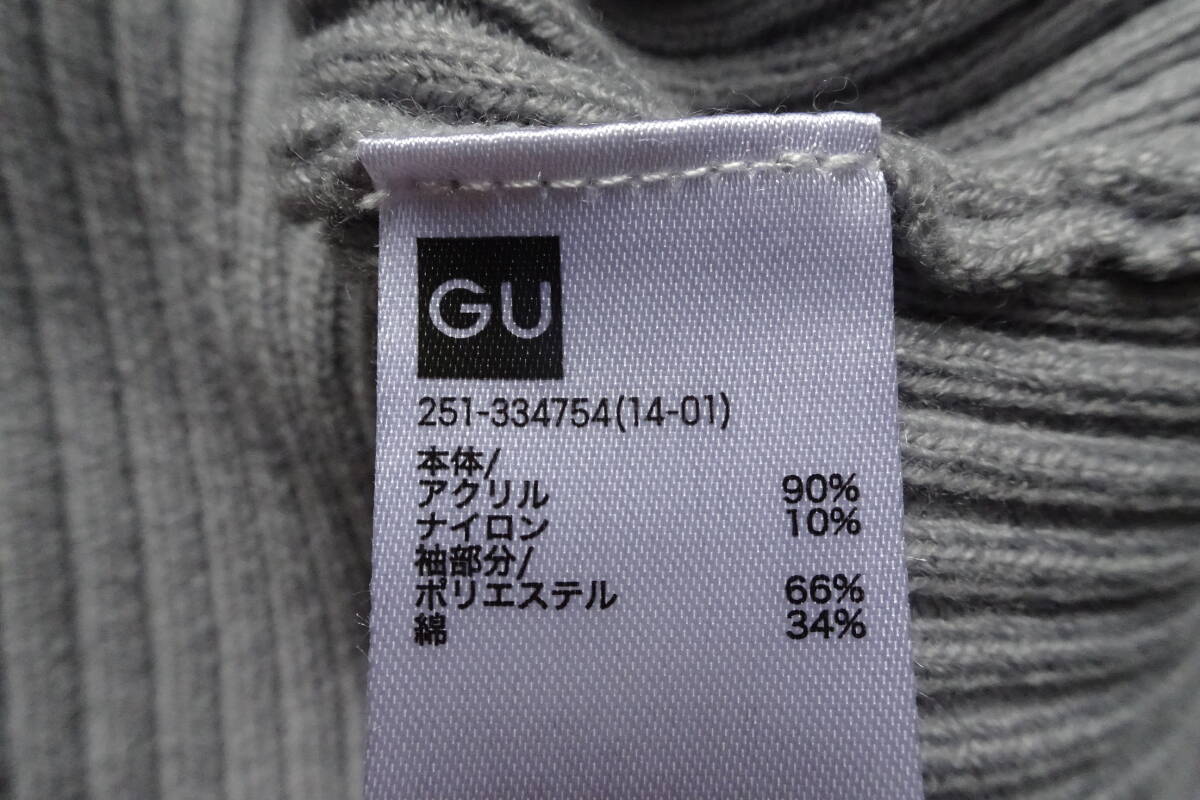 GU
251-334754(14-01)
本体/
アクリル 90%
ナイロン 10%
袖部分/
ポリエステル 66%
綿 34%